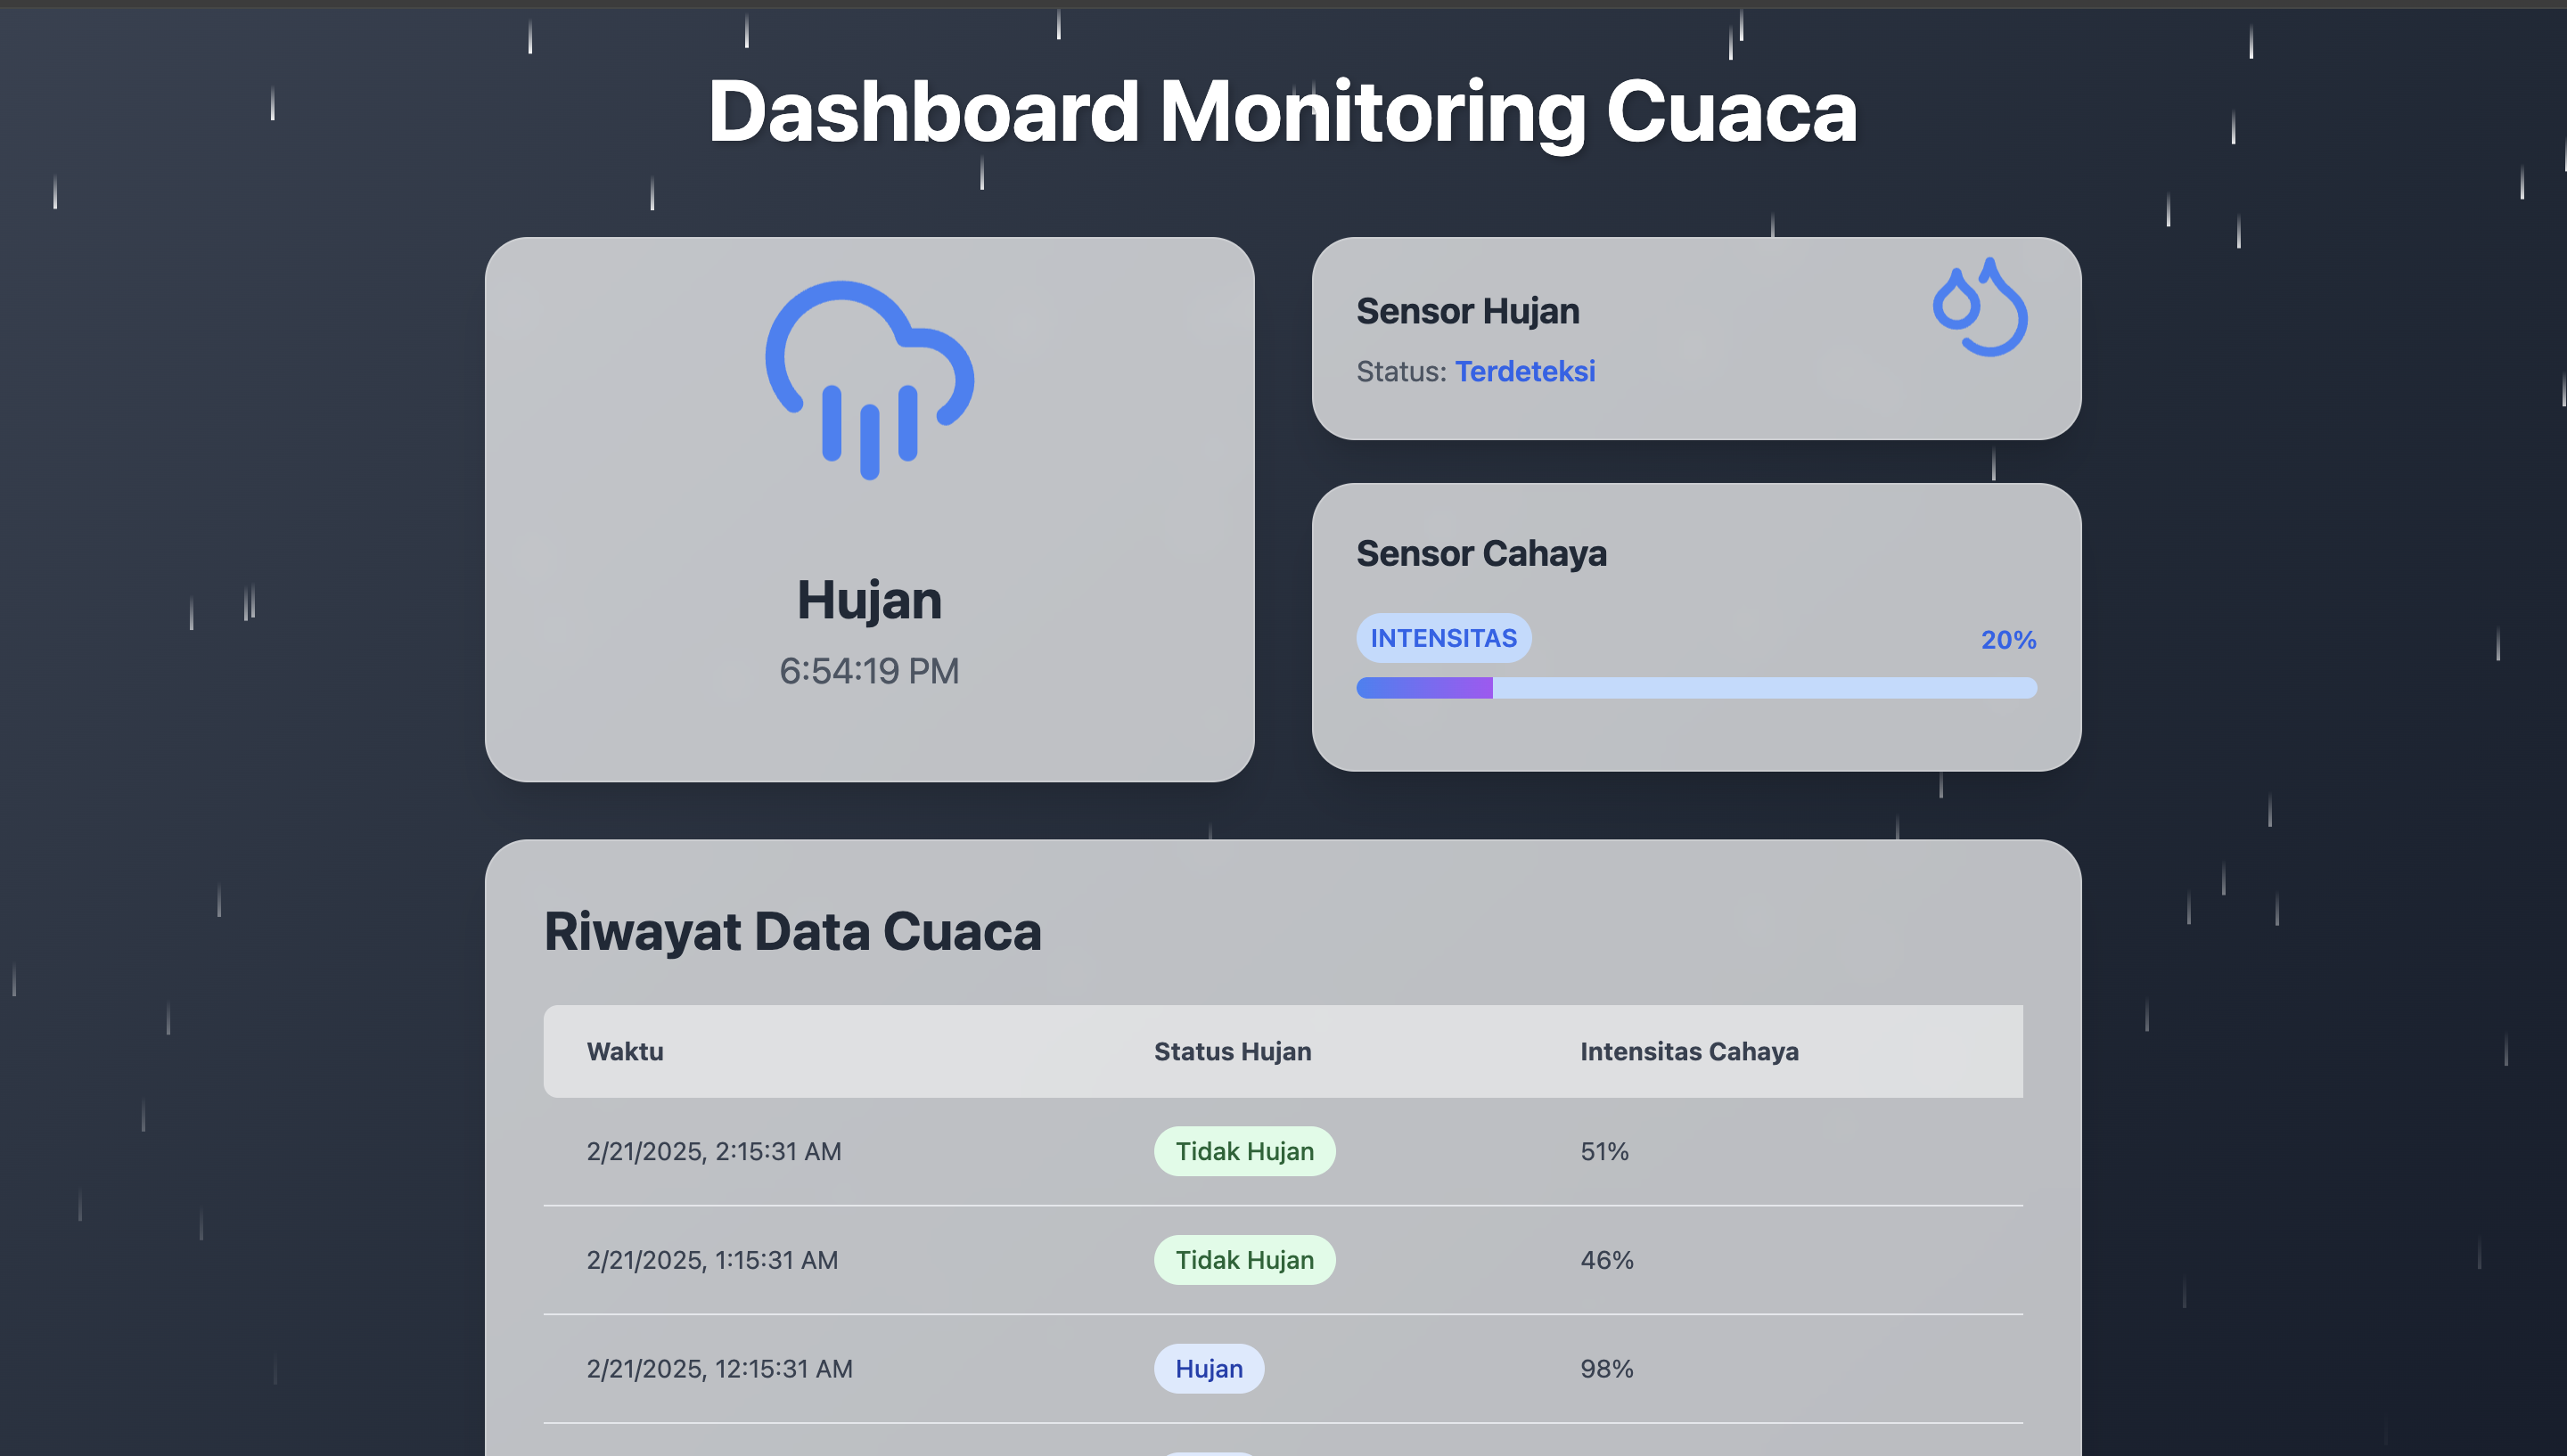 Dashboard Monitoring Cuaca
Hujan
6:54:19 PM
Sensor Hujan
Status: Terdeteksi
Sensor Cahaya
INTENSITAS 20%
Riwayat Data Cuaca
Waktu Status Hujan Intensitas Cahaya
2/21/2025, 2:15:31 AM Tidak Hujan 51%
2/21/2025, 1:15:31 AM Tidak Hujan 46%
2/21/2025, 12:15:31 AM Hujan 98%